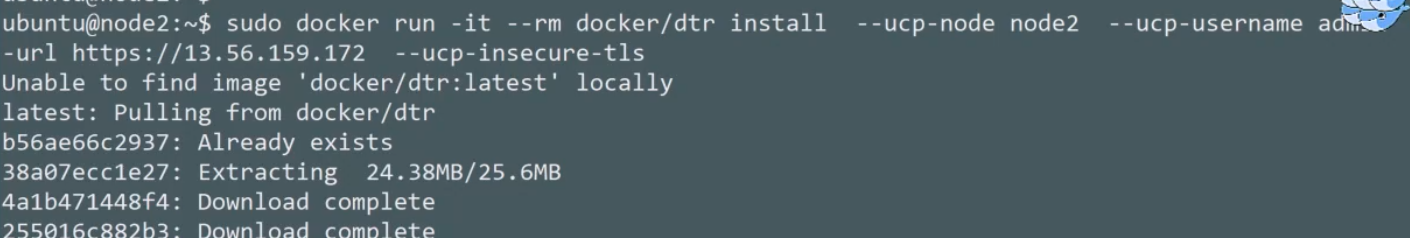 ubuntu@node2:~$ sudo docker run -it --rm docker/dtr install  --ucp-node node2  --ucp-username
-url https://13.56.159.172  --ucp-insecure-tls
Unable to find image 'docker/dtr:latest' locally
latest: Pulling from docker/dtr
b56ae66c2937: Already exists
38a07ecc1e27: Extracting  24.38MB/25.6MB
4a1b471448f4: Download complete
255016c882b3: Download complete